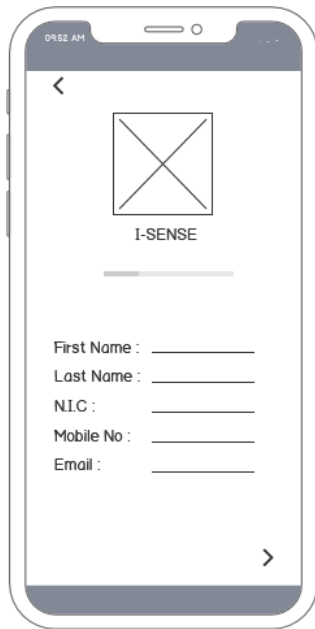 09:52 AM
I-SENSE
First Name :
Last Name :
N.I.C :
Mobile No :
Email :